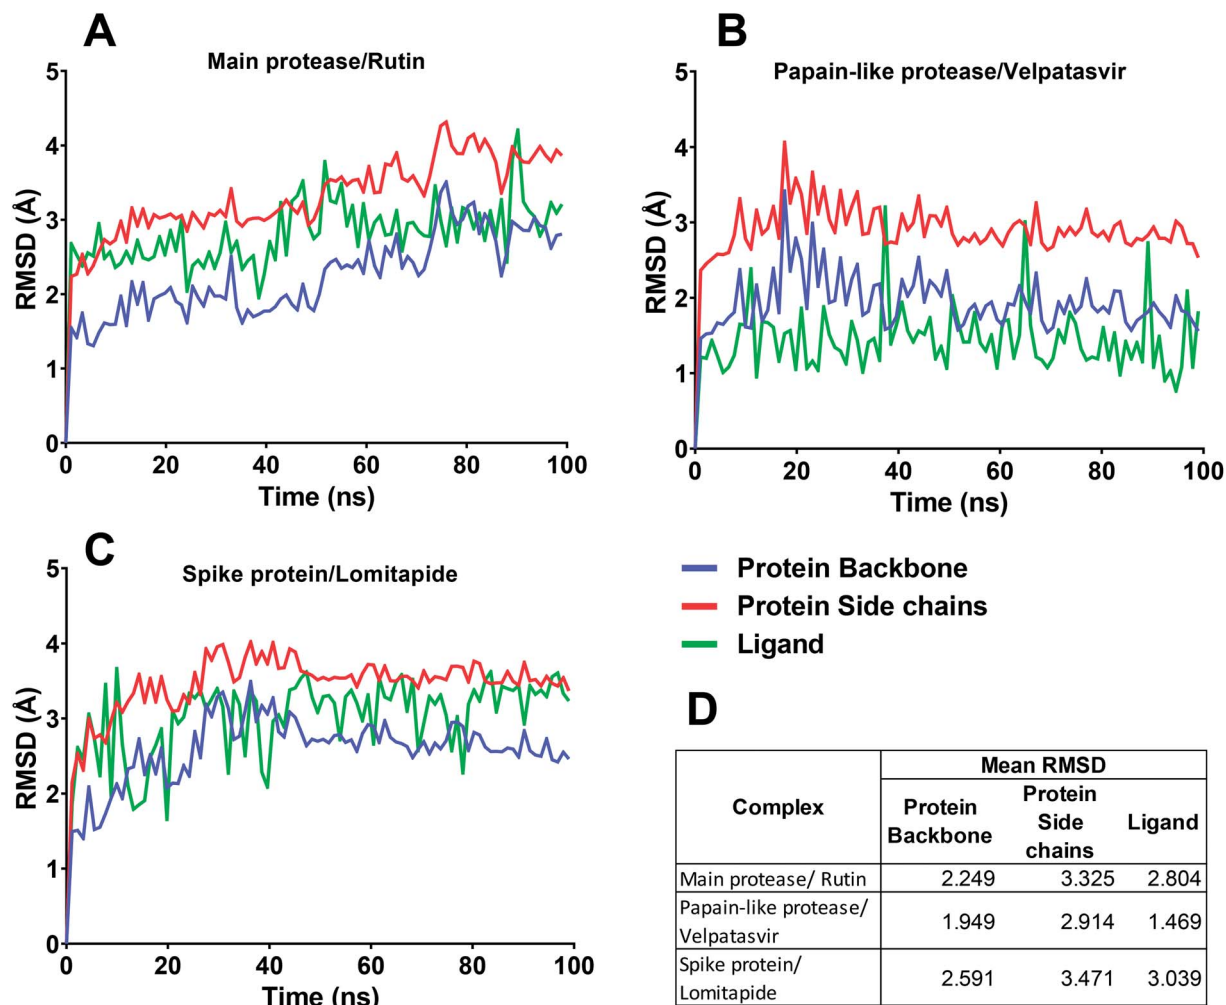 A
Main protease/Rutin
5
4
3
2
1
0
RMSD (Å)
0 20 40 60 80 100
Time (ns)
B
Papain-like protease/Velpatasvir
5
4
3
2
1
0
RMSD (Å)
0 20 40 60 80 100
Time (ns)
C
Spike protein/Lomitapide
5
4
3
2
1
0
RMSD (Å)
0 20 40 60 80 100
Time (ns)
Protein Backbone
Protein Side chains
Ligand
D
Complex
Mean RMSD
Protein
Backbone
Protein
Side
chains
Ligand
Main protease/ Rutin 2.249 3.325 2.804
Papain-like protease/
Velpatasvir
1.949 2.914 1.469
Spike protein/
Lomitapide
2.591 3.471 3.039